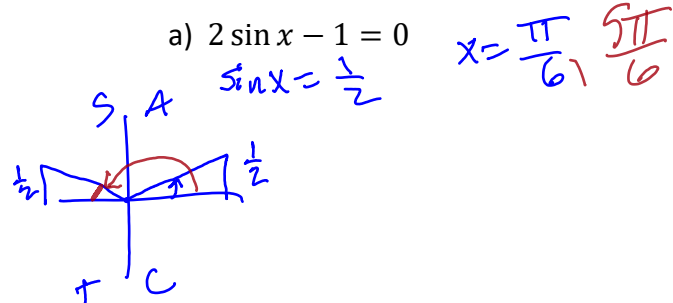 a) 2 sin x − 1 = 0
x = π/6, 5π/6
sin x = 1/2
S A
1/2 1/2
T C